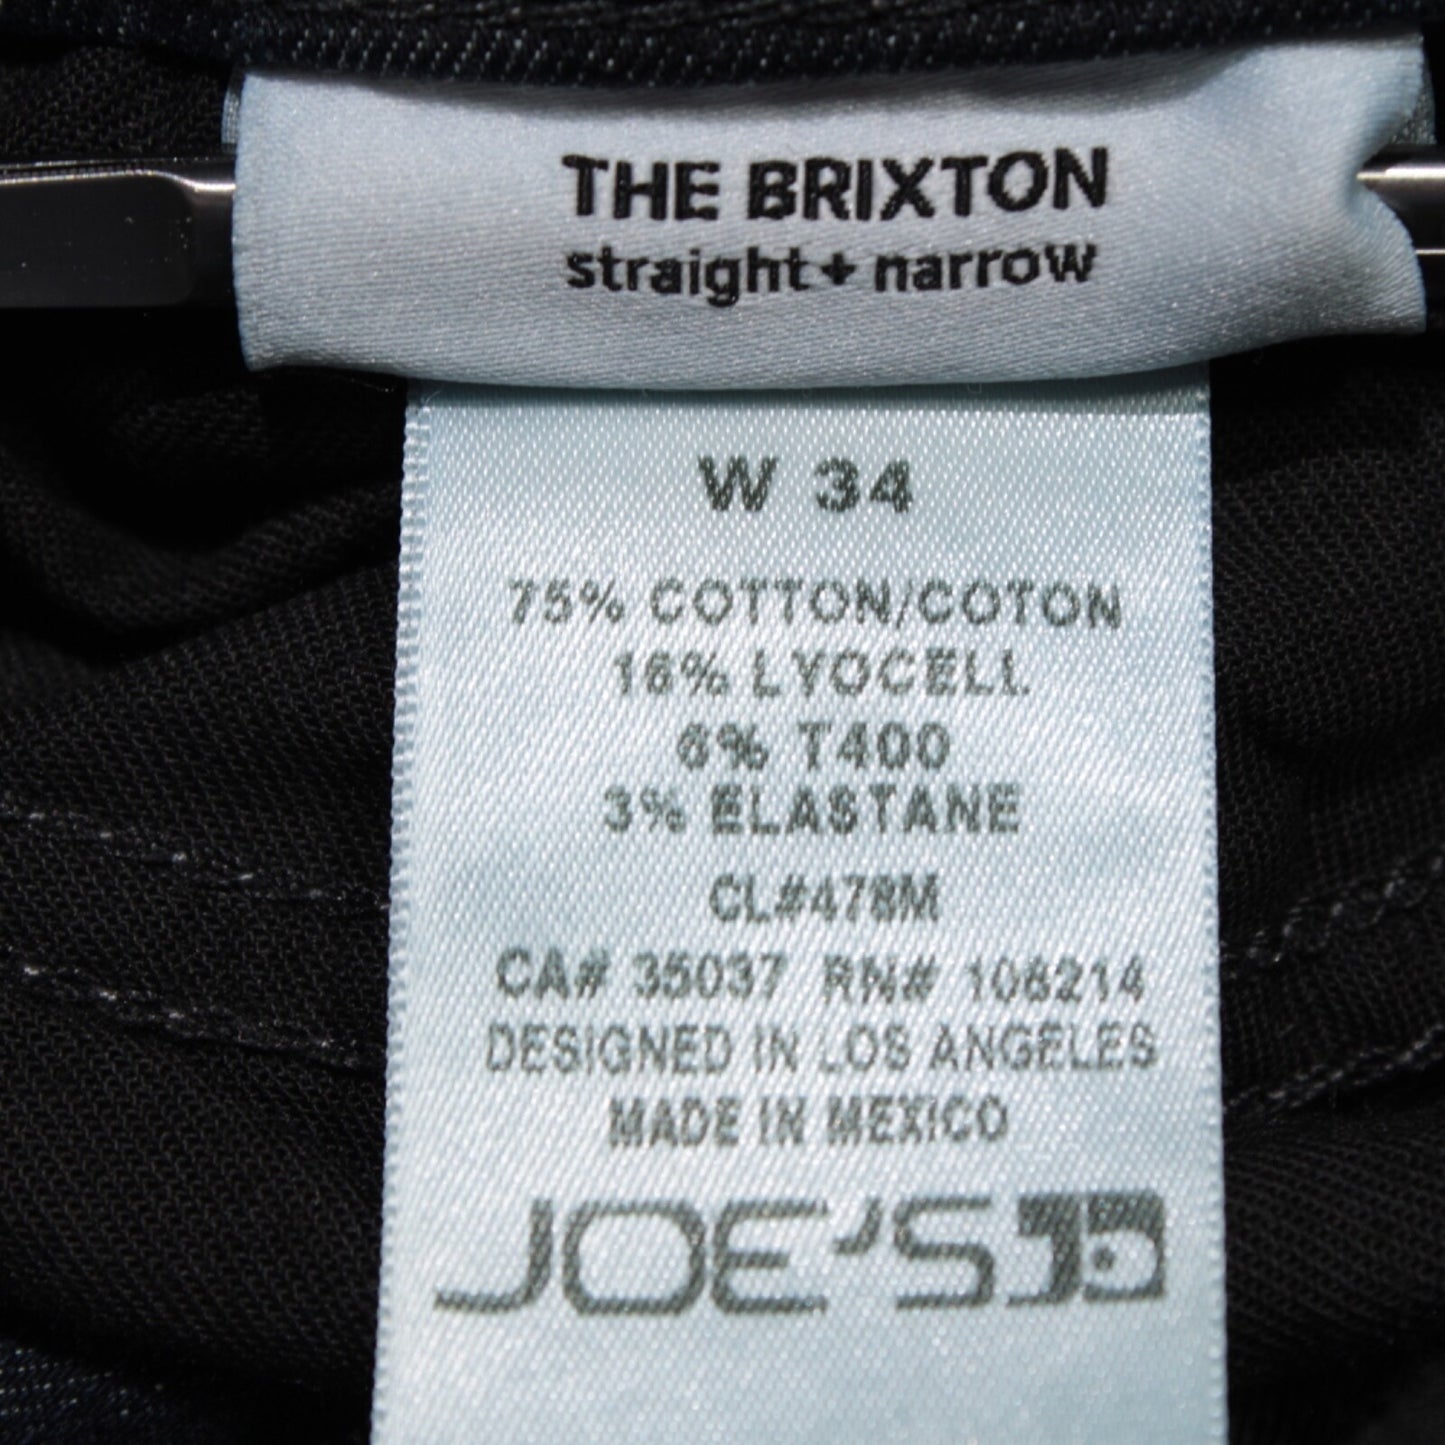 THE BRIXTON
straight + narrow
W 34
75% COTTON/COTON
16% LYOCELL
6% T400
3% ELASTANE
CL#478M
CA# 35037 RN# 106214
DESIGNED IN LOS ANGELES
MADE IN MEXICO
JOE'S